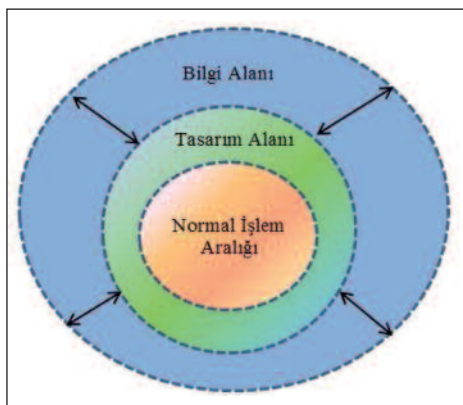 Bilgi Alanı
Tasarım Alanı
Normal İşlem
Aralığı